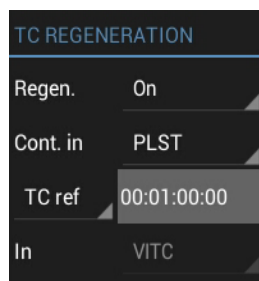 TC REGENERATION
Regen. On
Cont. in PLST
TC ref 00:01:00:00
In VITC